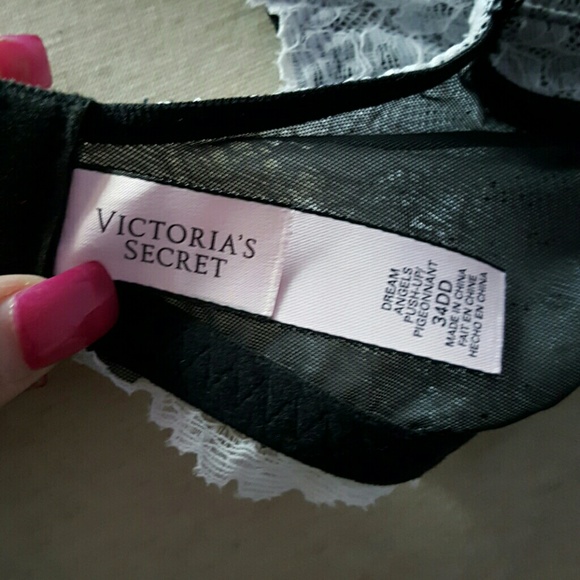 VICTORIA'S
SECRET
DREAM
ANGELS
PUSH-UP/
PIGEONNANT
34DD
MADE IN CHINA
FAIT EN CHINE
HECHO EN CHINA